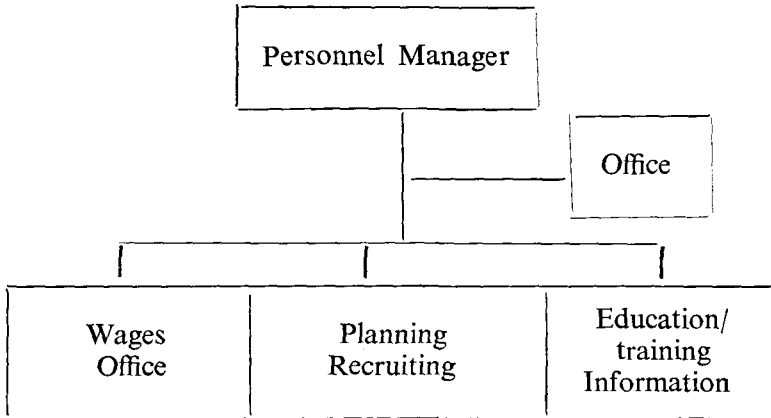 Personnel Manager
Office
Wages
Office
Planning
Recruiting
Education/
training
Information